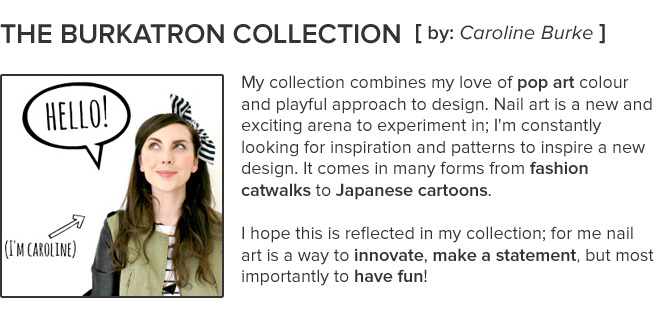 THE BURKATRON COLLECTION [ by: Caroline Burke ]
HELLO!
(I'M CAROLINE)
My collection combines my love of pop art colour
and playful approach to design. Nail art is a new and
exciting arena to experiment in; I'm constantly
looking for inspiration and patterns to inspire a new
design. It comes in many forms from fashion
catwalks to Japanese cartoons.
I hope this is reflected in my collection; for me nail
art is a way to innovate, make a statement, but most
importantly to have fun!